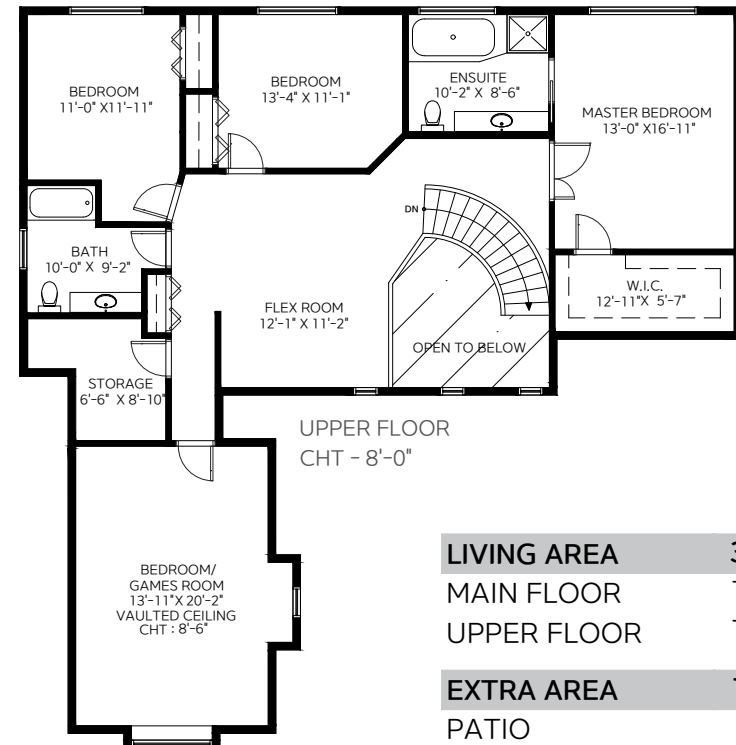 BEDROOM
11'-0" X11'-11"
BEDROOM
13'-4" X 11'-1"
ENSUITE
10'-2" X 8'-6"
MASTER BEDROOM
13'-0" X16'-11"
DN
BATH
10'-0" X 9'-2"
FLEX ROOM
12'-1" X 11'-2"
W.I.C.
12'-11"X 5'-7"
OPEN TO BELOW
STORAGE
6'-6" X 8'-10"
UPPER FLOOR
CHT - 8'-0"
BEDROOM/
GAMES ROOM
13'-11"X 20'-2"
VAULTED CEILING
CHT : 8'-6"
LIVING AREA
MAIN FLOOR
UPPER FLOOR
EXTRA AREA
PATIO